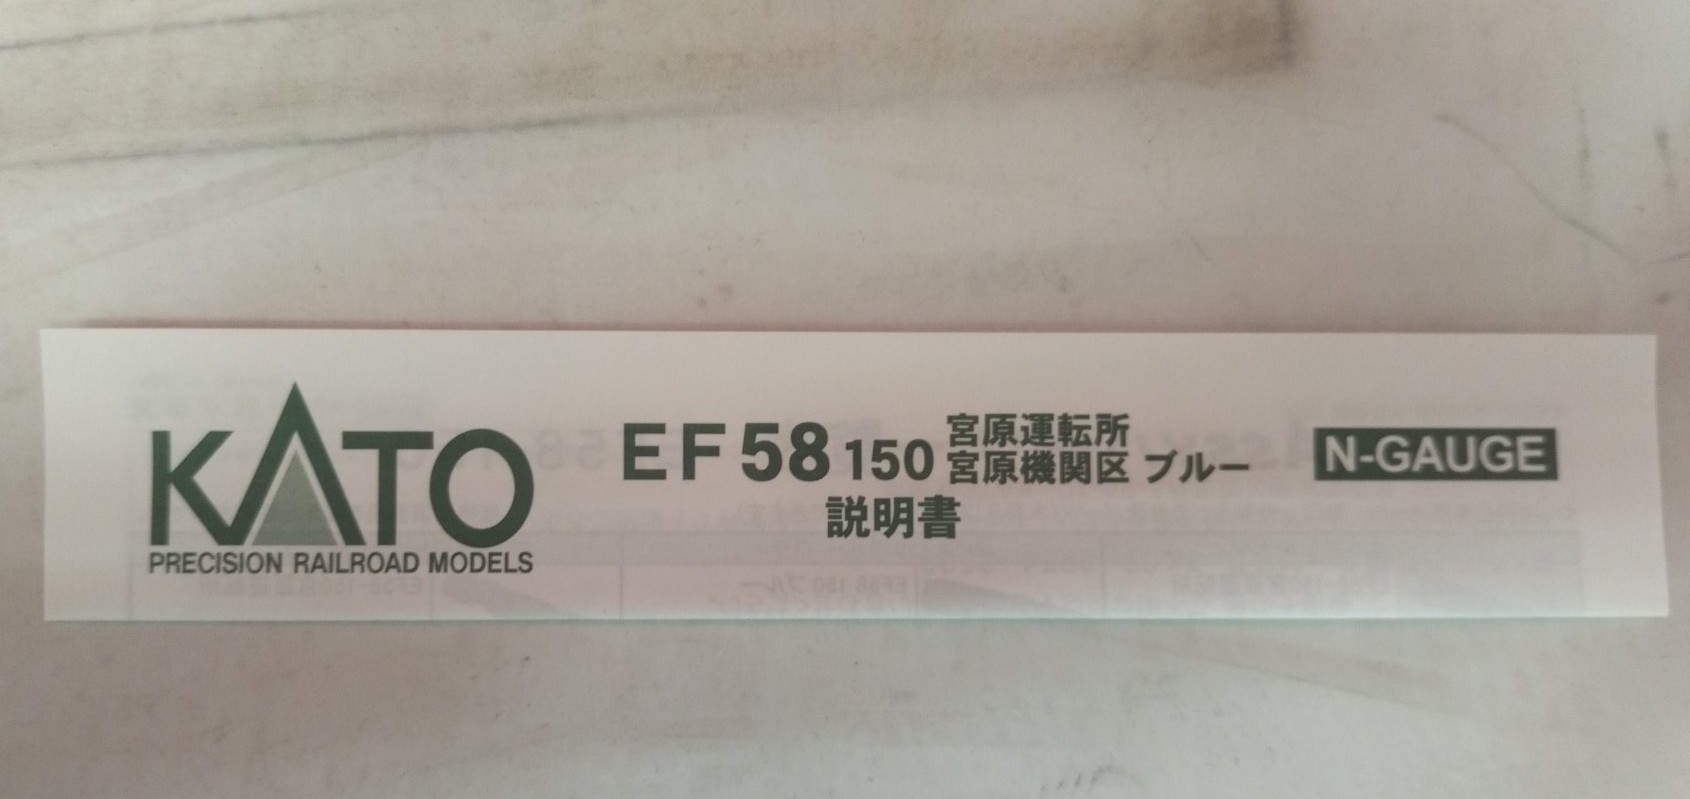 KATO
PRECISION RAILROAD MODELS
EF58 150 宮原運転所
宮原機関区 ブルー
説明書
N-GAUGE